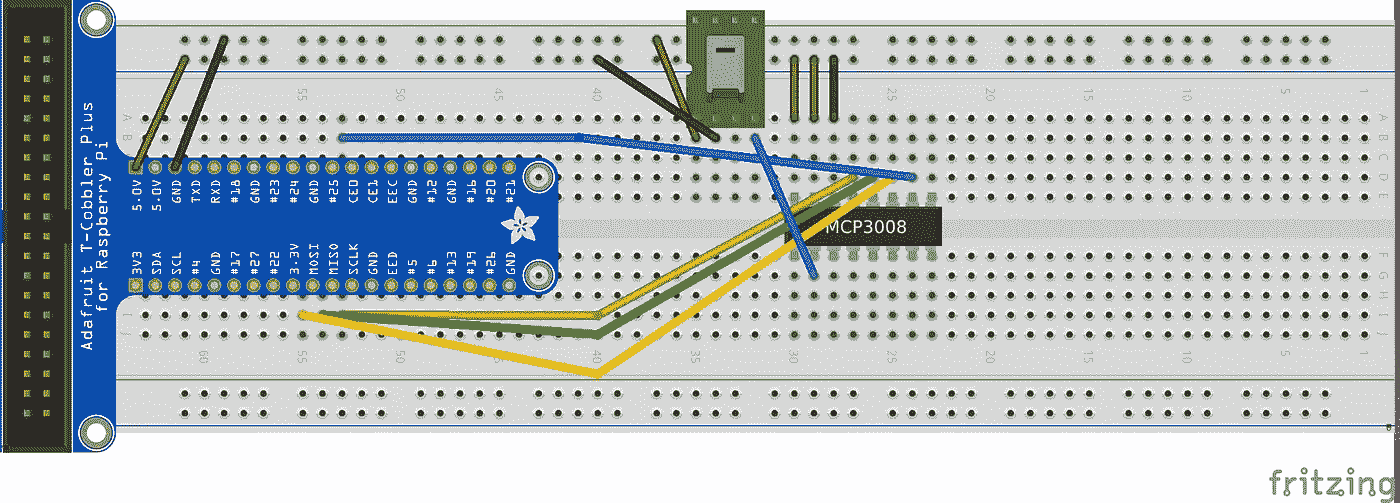 Adafruit T-Cobbler Plus
for Raspberry Pi
5.0V 5.0V GND TXD RXD #18 GND #23 #24 GND #25 CE0 CE1 EEC GND #12 GND #16 #20 #21
3V3 SDA SCL #4 GND #17 #27 #22 3.3V MOSI MISO SCLK GND EED #5 #6 #13 #19 #26 GND
55 50 45 40 35 25 20 15 10 5 1
A A
B B
C
D
E
MCP3008
F
G
H
I I
J J
60 55 50 45 40 35 30 25 20 15 10 5 1
fritzing